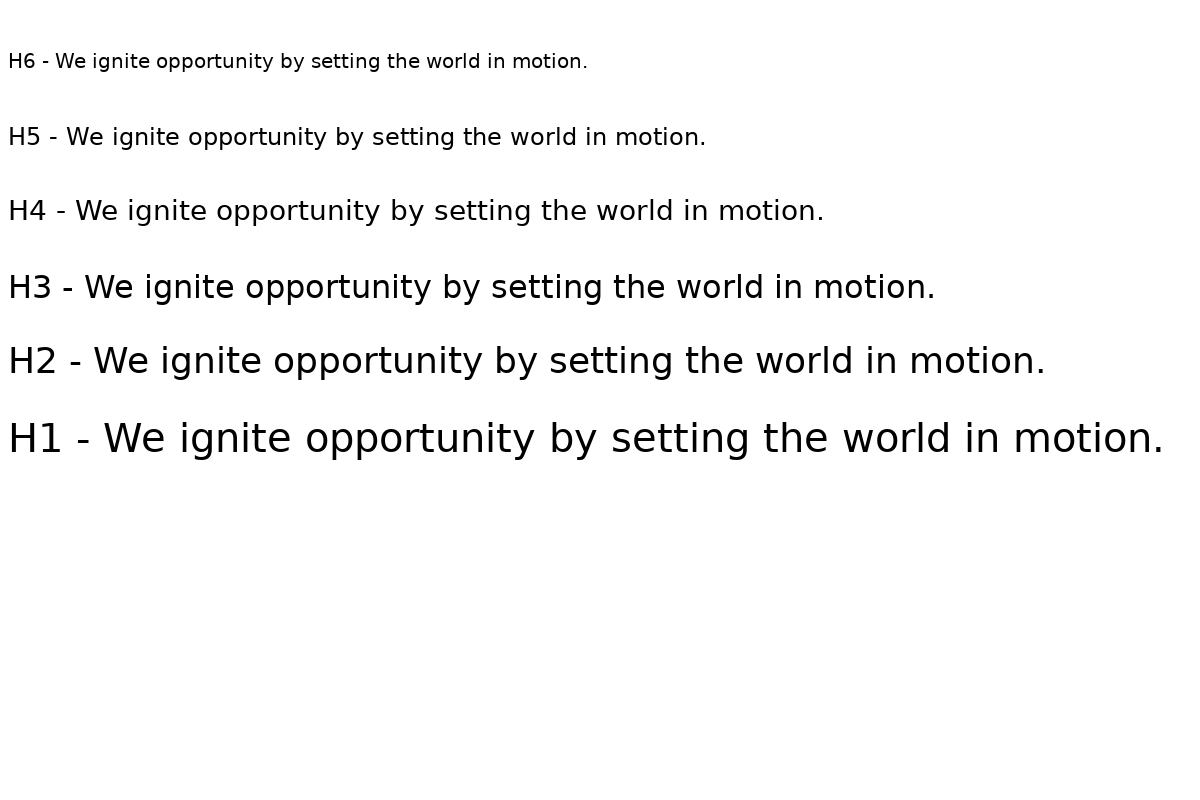 H6 - We ignite opportunity by setting the world in motion.
H5 - We ignite opportunity by setting the world in motion.
H4 - We ignite opportunity by setting the world in motion.
H3 - We ignite opportunity by setting the world in motion.
H2 - We ignite opportunity by setting the world in motion.
H1 - We ignite opportunity by setting the world in motion.